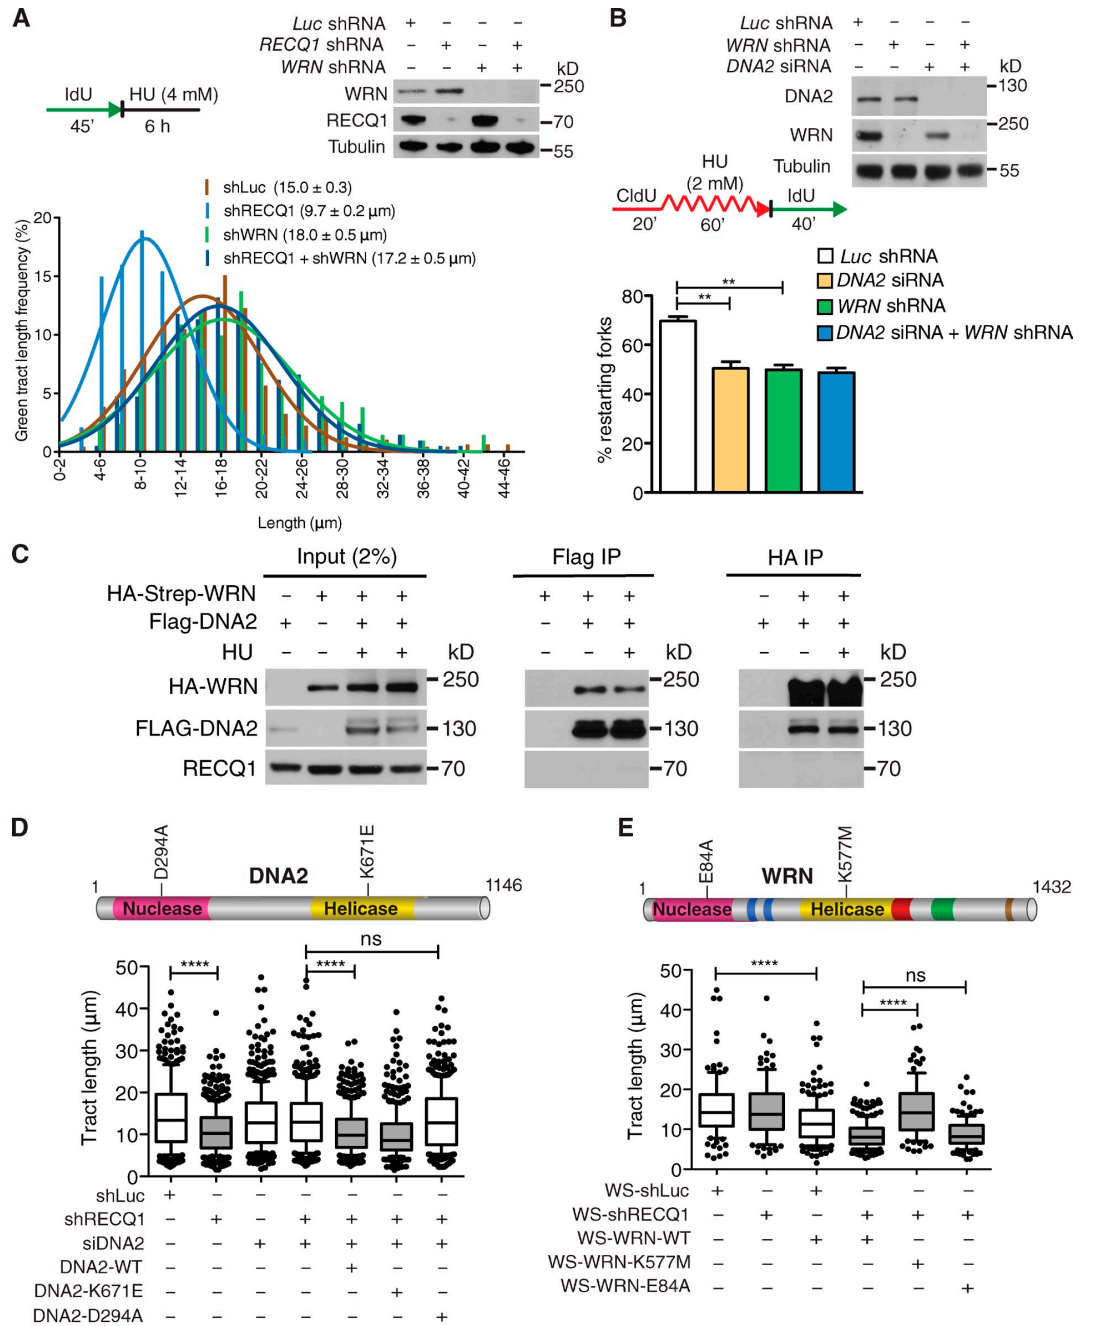 A
Luc shRNA + – – –
RECQ1 shRNA – + – +
WRN shRNA – – + +
kD
WRN 250
RECQ1 70
Tubulin 55
IdU HU (4 mM)
45' 6 h
shLuc (15.0 ± 0.3)
shRECQ1 (9.7 ± 0.2 μm)
shWRN (18.0 ± 0.5 μm)
shRECQ1 + shWRN (17.2 ± 0.5 μm)
Green tract length frequency (%)
20
15
10
5
0
0-2 4-6 8-10 12-14 16-18 20-22 24-26 28-30 32-34 36-38 40-42 44-46
Length (μm)
B
Luc shRNA + – – –
WRN shRNA – + – +
DNA2 siRNA – – + +
kD
DNA2 130
WRN 250
Tubulin 55
CldU HU (2 mM) IdU
20' 60' 40'
Luc shRNA
DNA2 siRNA
WRN shRNA
DNA2 siRNA + WRN shRNA
% restarting forks
80
60
40
20
0
**
**
C
Input (2%) Flag IP HA IP
HA-Strep-WRN – + + + + + + – + +
Flag-DNA2 + – + + – + + + + +
HU – – + + kD – – + kD – – + kD
HA-WRN 250 250 250
FLAG-DNA2 130 130 130
RECQ1 70 70 70
D
D294A K671E
1 DNA2 1146
Nuclease Helicase
Tract length (μm)
50
40
30
20
10
0
**** **** ns
shLuc + – – – – – –
shRECQ1 – + – + + + +
siDNA2 – – + + + + +
DNA2-WT – – – – + – –
DNA2-K671E – – – – – + –
DNA2-D294A – – – – – – +
E
E84A K577M
1 WRN 1432
Nuclease Helicase
Tract length (μm)
50
40
30
20
10
0
**** **** ns
WS-shLuc + – + – – –
WS-shRECQ1 – + – + + +
WS-WRN-WT – – + + – –
WS-WRN-K577M – – – – + –
WS-WRN-E84A – – – – – +